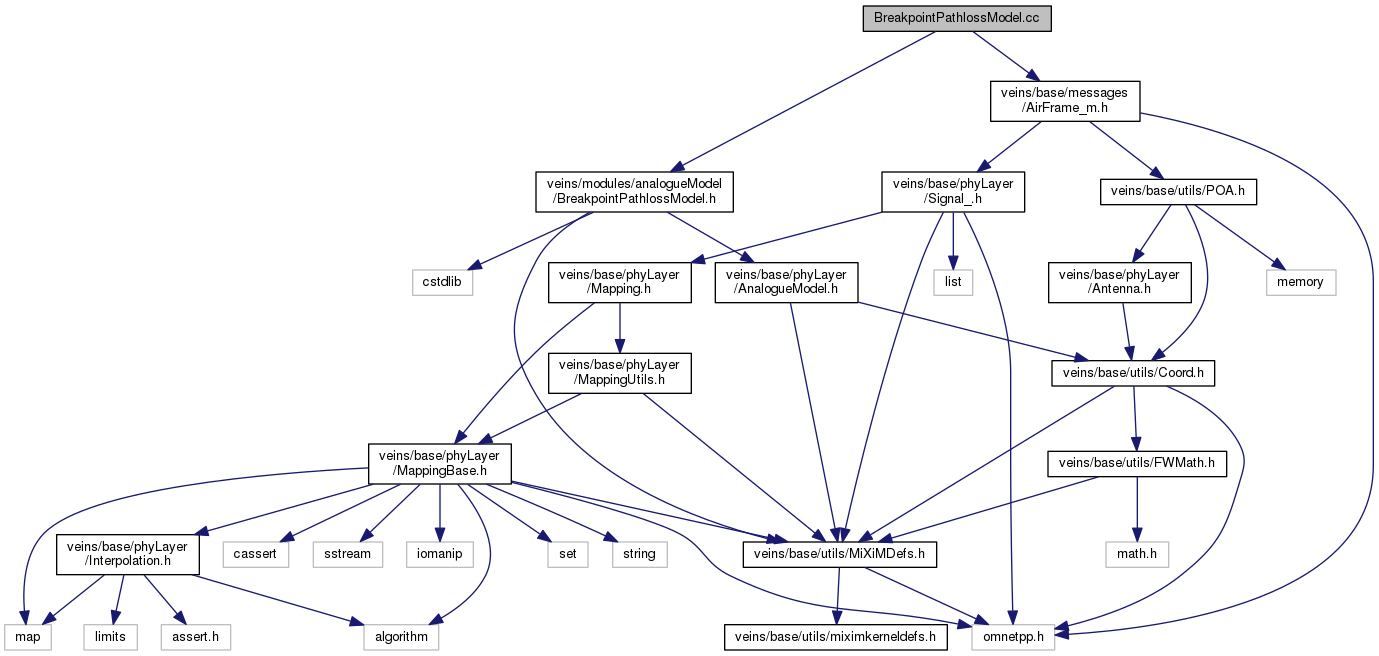 BreakpointPathlossModel.cc
veins/base/messages
/AirFrame_m.h
veins/modules/analogueModel
/BreakpointPathlossModel.h
veins/base/phyLayer
/Signal_.h
veins/base/utils/POA.h
cstdlib
veins/base/phyLayer
/Mapping.h
veins/base/phyLayer
/AnalogueModel.h
list
veins/base/phyLayer
/Antenna.h
memory
veins/base/phyLayer
/MappingUtils.h
veins/base/utils/Coord.h
veins/base/phyLayer
/MappingBase.h
veins/base/utils/FWMath.h
veins/base/phyLayer
/Interpolation.h
cassert
sstream
iomanip
set
string
veins/base/utils/MiXiMDefs.h
math.h
map
limits
assert.h
algorithm
veins/base/utils/miximkerneldefs.h
omnetpp.h